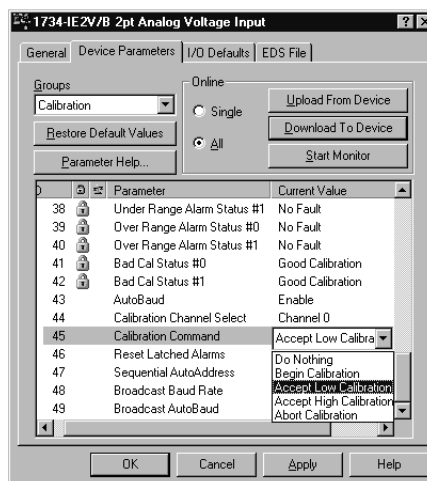 1734-IE2V/B 2pt Analog Voltage Input
General Device Parameters I/O Defaults EDS File
Groups
Calibration
Restore Default Values
Parameter Help...
Online
Single
All
Upload From Device
Download To Device
Start Monitor
Parameter Current Value
38 Under Range Alarm Status #1 No Fault
39 Over Range Alarm Status #0 No Fault
40 Over Range Alarm Status #1 No Fault
41 Bad Cal Status #0 Good Calibration
42 Bad Cal Status #1 Good Calibration
43 AutoBaud Enable
44 Calibration Channel Select Channel 0
45 Calibration Command Accept Low Calibra
46 Reset Latched Alarms
47 Sequential AutoAddress
48 Broadcast Baud Rate
49 Broadcast AutoBaud
Do Nothing
Begin Calibration
Accept Low Calibration
Accept High Calibration
Abort Calibration
OK Cancel Apply Help